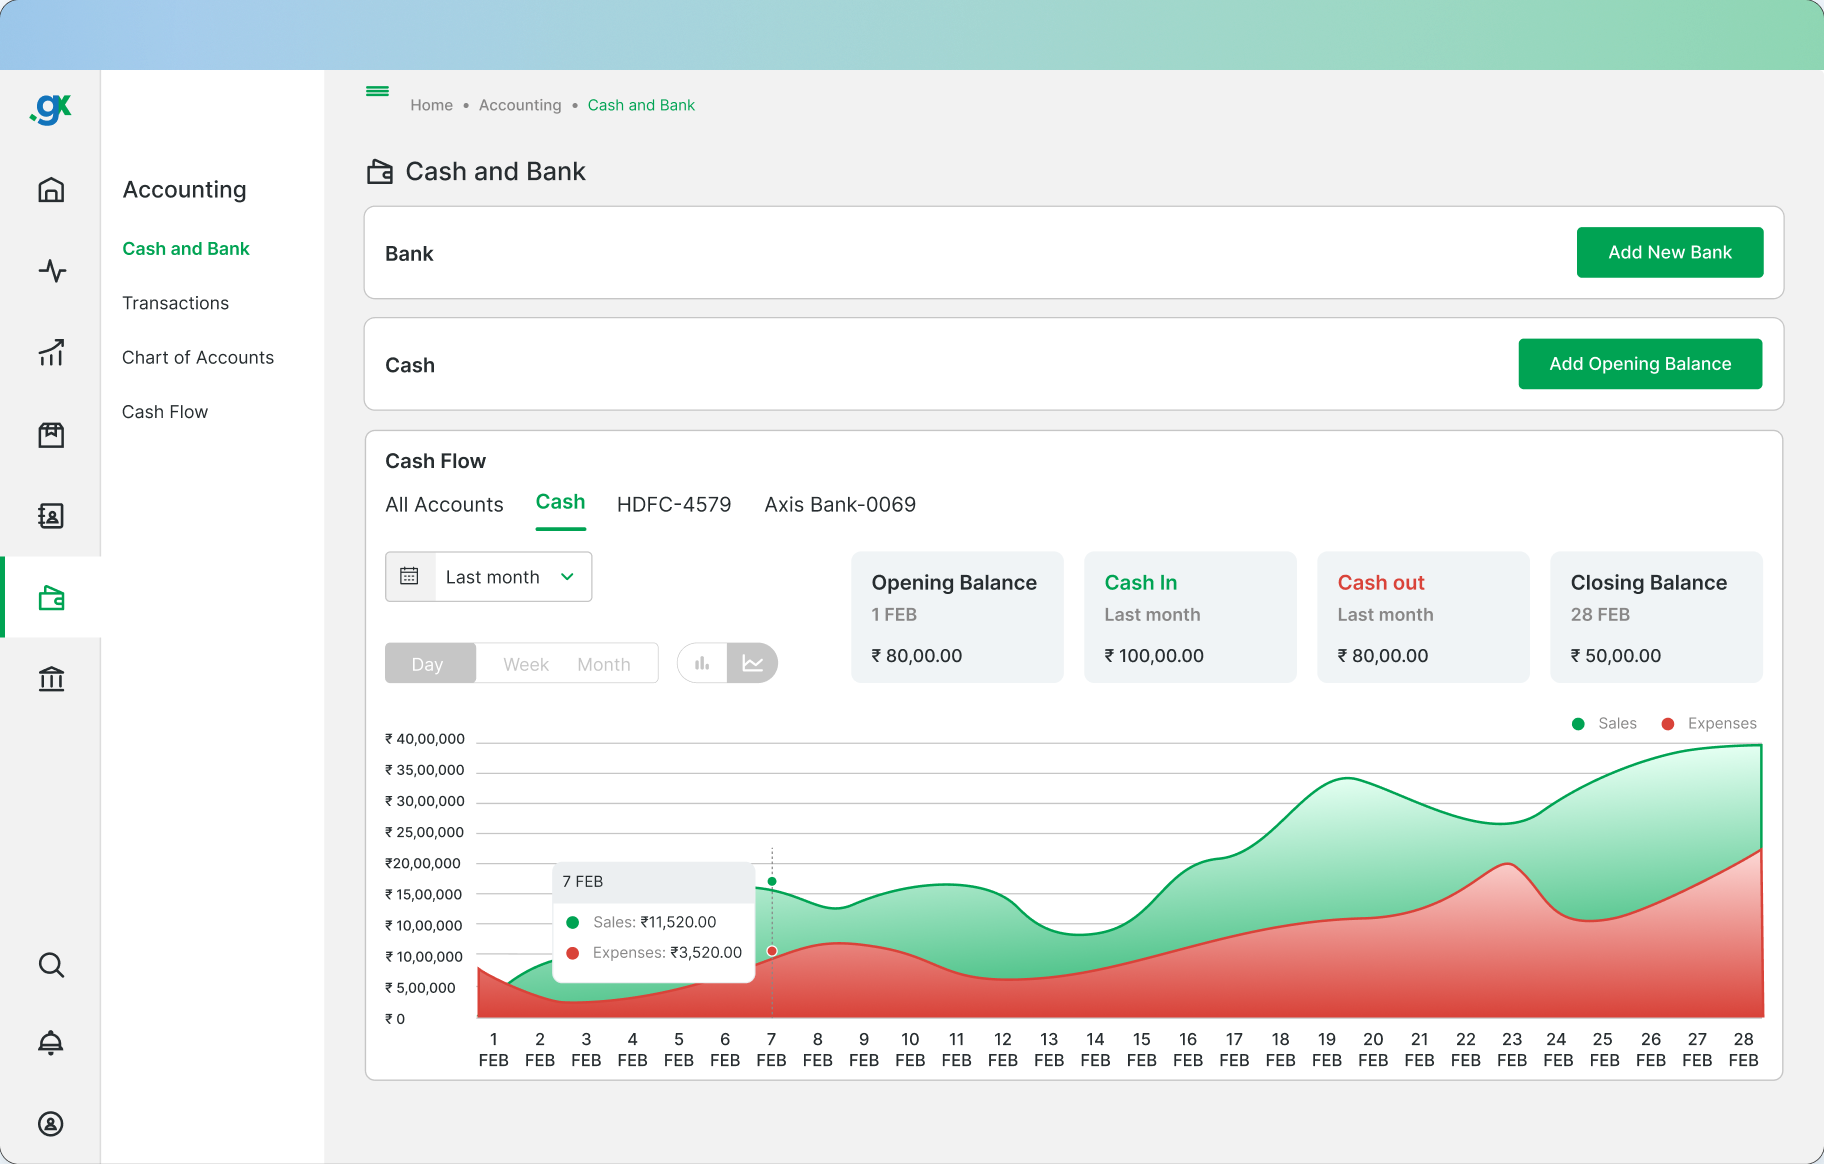 .gx
Home • Accounting • Cash and Bank
Cash and Bank
Accounting
Cash and Bank
Transactions
Chart of Accounts
Cash Flow
Bank
Add New Bank
Cash
Add Opening Balance
Cash Flow
All Accounts Cash HDFC-4579 Axis Bank-0069
Last month
Day Week Month
Opening Balance
1 FEB
₹ 80,00.00
Cash In
Last month
₹ 100,00.00
Cash out
Last month
₹ 80,00.00
Closing Balance
28 FEB
₹ 50,00.00
Sales Expenses
₹ 40,00,000
₹ 35,00,000
₹ 30,00,000
₹ 25,00,000
₹20,00,000
₹ 15,00,000
₹ 10,00,000
₹ 10,00,000
₹ 5,00,000
₹ 0
7 FEB
Sales: ₹11,520.00
Expenses: ₹3,520.00
1 2 3 4 5 6 7 8 9 10 11 12 13 14 15 16 17 18 19 20 21 22 23 24 25 26 27 28
FEB FEB FEB FEB FEB FEB FEB FEB FEB FEB FEB FEB FEB FEB FEB FEB FEB FEB FEB FEB FEB FEB FEB FEB FEB FEB FEB FEB